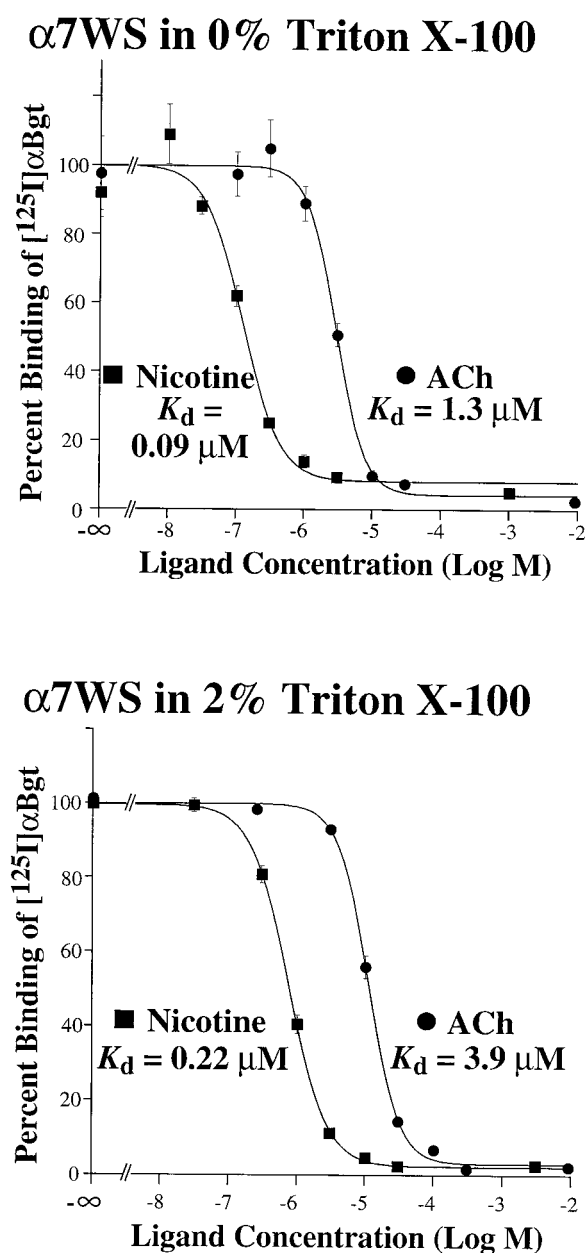 α7WS in 0% Triton X-100
Percent Binding of [¹²⁵I]αBgt
100
80
60
40
20
0
■ Nicotine
Kd =
0.09 μM
● ACh
Kd = 1.3 μM
-∞
-8
-7
-6
-5
-4
-3
-2
Ligand Concentration (Log M)
α7WS in 2% Triton X-100
Percent Binding of [¹²⁵I]αBgt
100
80
60
40
20
0
■ Nicotine
Kd = 0.22 μM
● ACh
Kd = 3.9 μM
-∞
-8
-7
-6
-5
-4
-3
-2
Ligand Concentration (Log M)